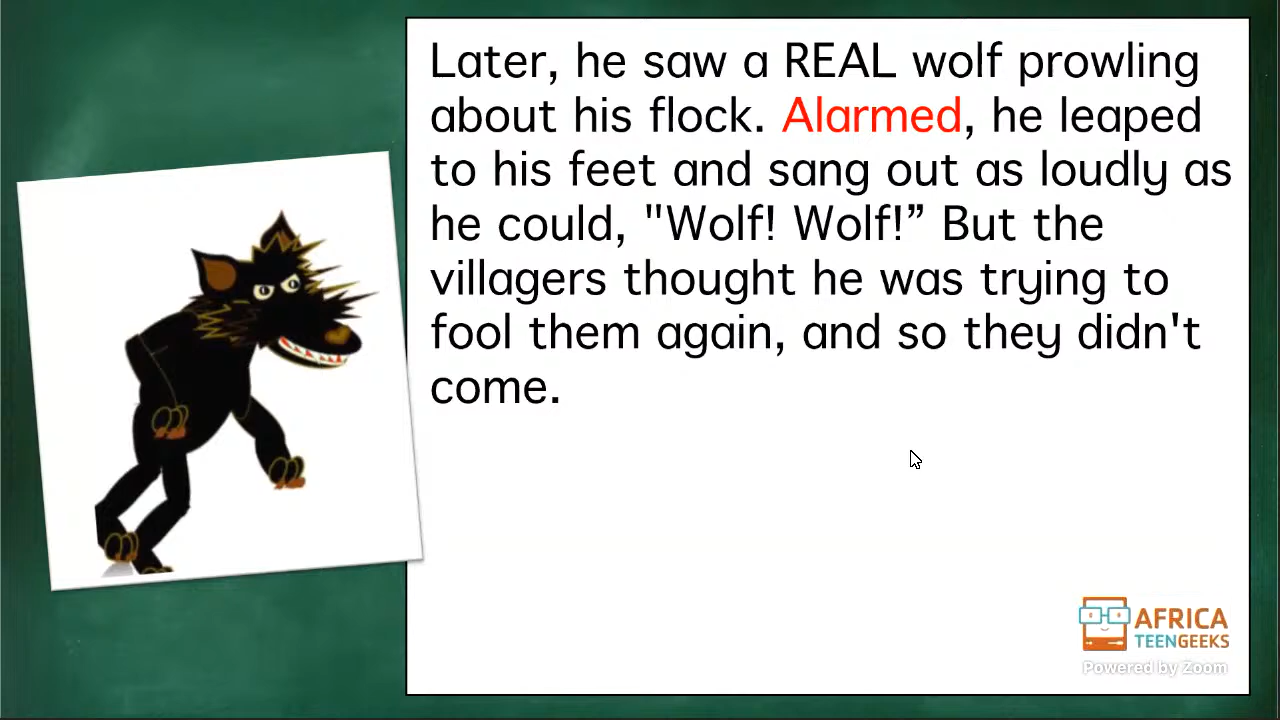 Later, he saw a REAL wolf prowling
about his flock. Alarmed, he leaped
to his feet and sang out as loudly as
he could, "Wolf! Wolf!” But the
villagers thought he was trying to
fool them again, and so they didn't
come.
AFRICA
TEENGEEKS
Powered by Zoom